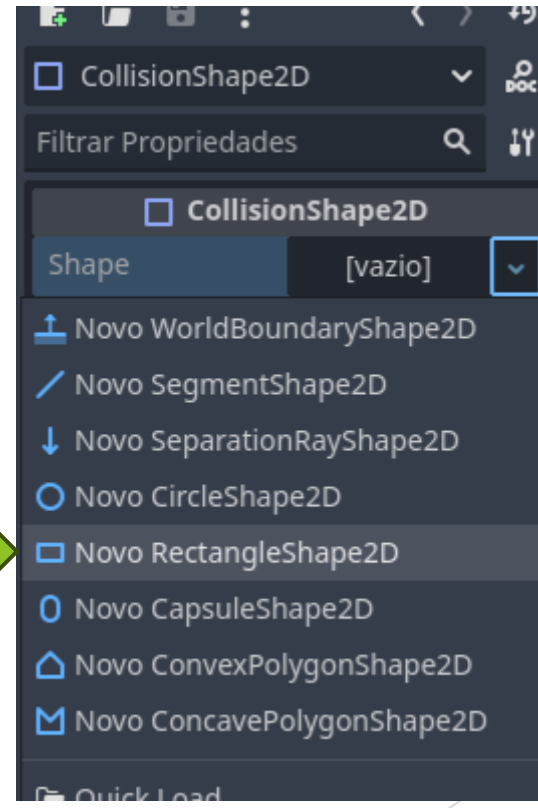 CollisionShape2D
DOC
Filtrar Propriedades
CollisionShape2D
Shape [vazio]
Novo WorldBoundaryShape2D
Novo SegmentShape2D
Novo SeparationRayShape2D
Novo CircleShape2D
Novo RectangleShape2D
Novo CapsuleShape2D
Novo ConvexPolygonShape2D
Novo ConcavePolygonShape2D
Quick Load